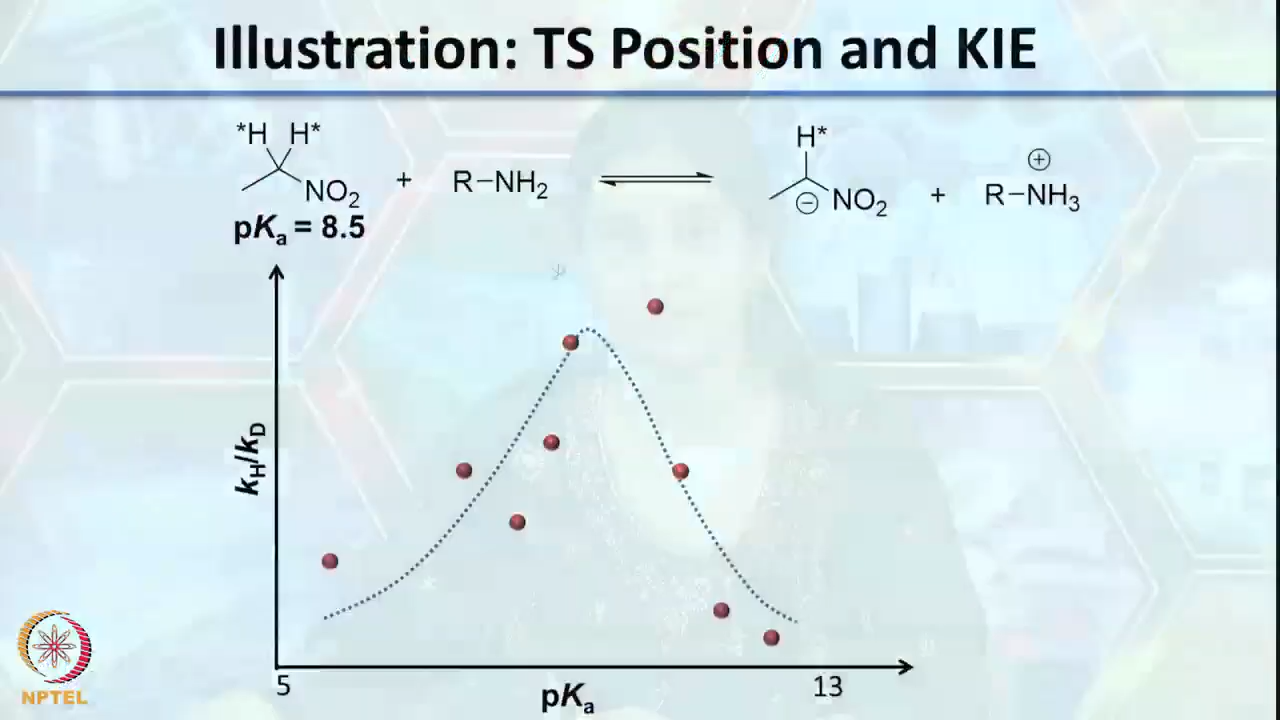 Illustration: TS Position and KIE
*H H*
NO2 + R-NH2 ⇌ H* ⊖ NO2 + R-NH3 ⊕
pKa = 8.5
kH/kD
5 13
pKa
NPTEL